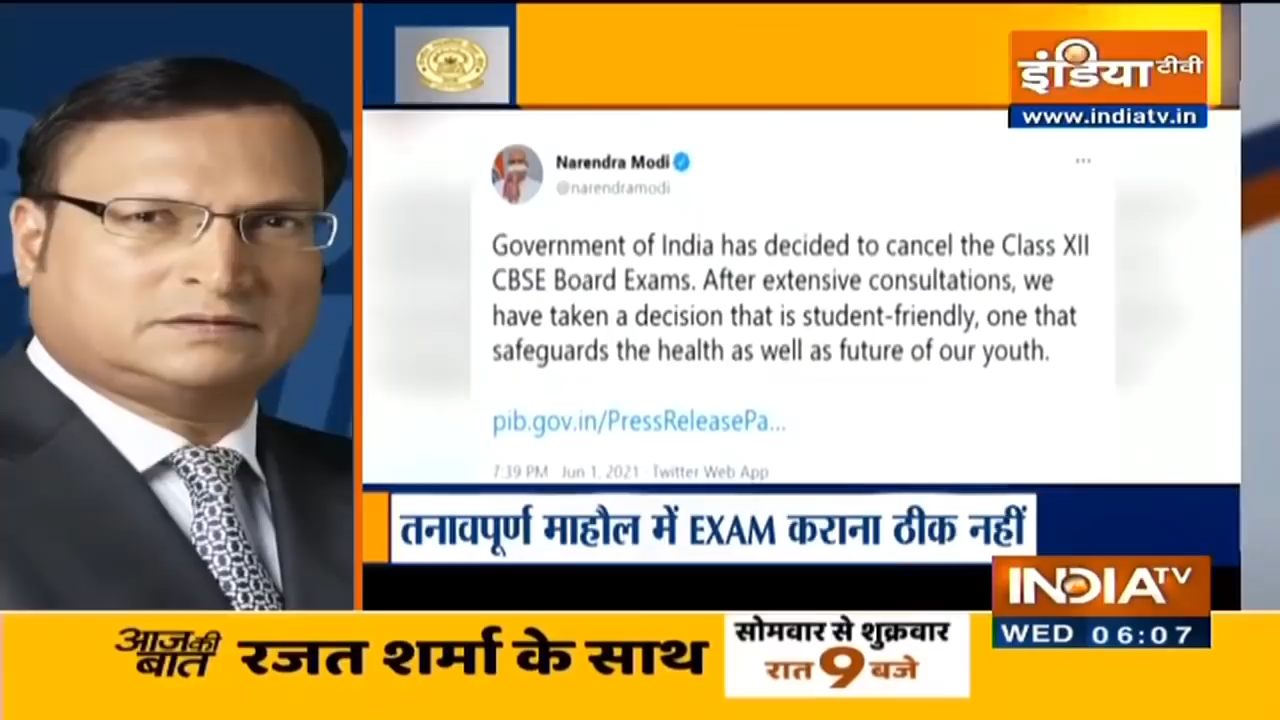 इंडिया टीवी
www.indiatv.in
Narendra Modi
@narendramodi
Government of India has decided to cancel the Class XII
CBSE Board Exams. After extensive consultations, we
have taken a decision that is student-friendly, one that
safeguards the health as well as future of our youth.
pib.gov.in/PressReleasePa...
7:39 PM Jun 1, 2021 Twitter Web App
तनावपूर्ण माहौल में EXAM कराना ठीक नहीं
INDIA TV
WED 06:07
आज की
बात
रजत शर्मा के साथ
सोमवार से शुक्रवार
रात 9 बजे